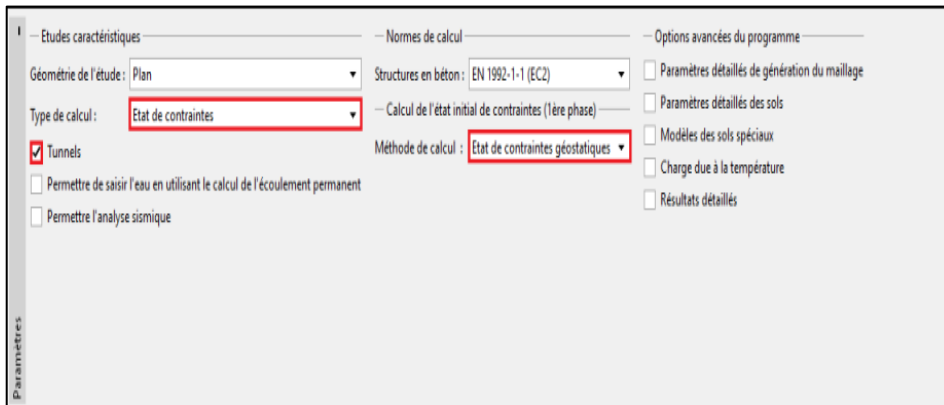 Etudes caractéristiques
Géométrie de l'étude : Plan
Type de calcul : Etat de contraintes
Tunnels
Permettre de saisir l'eau en utilisant le calcul de l'écoulement permanent
Permettre l'analyse sismique
Normes de calcul
Structures en béton : EN 1992-1-1 (EC2)
Calcul de l'état initial de contraintes (1ère phase)
Méthode de calcul : Etat de contraintes géostatiques
Options avancées du programme
Paramètres détaillés de génération du maillage
Paramètres détaillés des sols
Modèles des sols spéciaux
Charge due à la température
Résultats détaillés
Paramètres